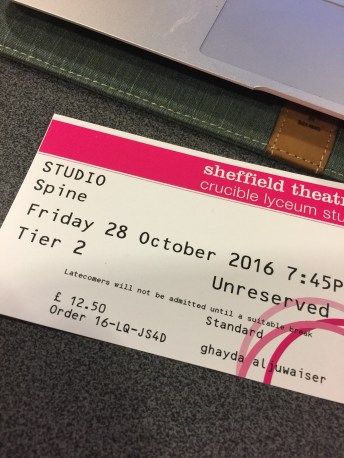 sheffield theatr
crucible lyceum stu
STUDIO
Spine
Friday 28 October 2016 7:45P
Tier 2
Unreserved
Latecomers will not be admitted until a suitable break
£ 12.50
Standard
Order 16-LQ-JS4D
ghayda aljuwaiser